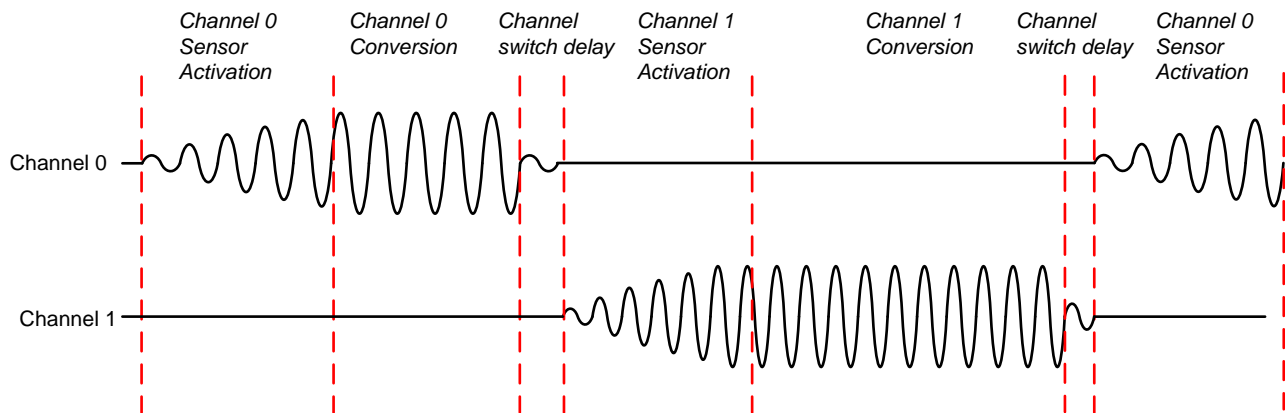 Channel 0
Sensor
Activation
Channel 0
Conversion
Channel
switch delay
Channel 1
Sensor
Activation
Channel 1
Conversion
Channel
switch delay
Channel 0
Sensor
Activation
Channel 0
Channel 1